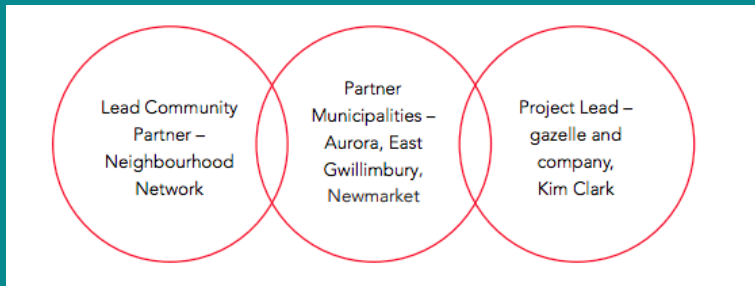 Lead Community
Partner –
Neighbourhood
Network
Partner
Municipalities –
Aurora, East
Gwillimbury,
Newmarket
Project Lead –
gazelle and
company,
Kim Clark